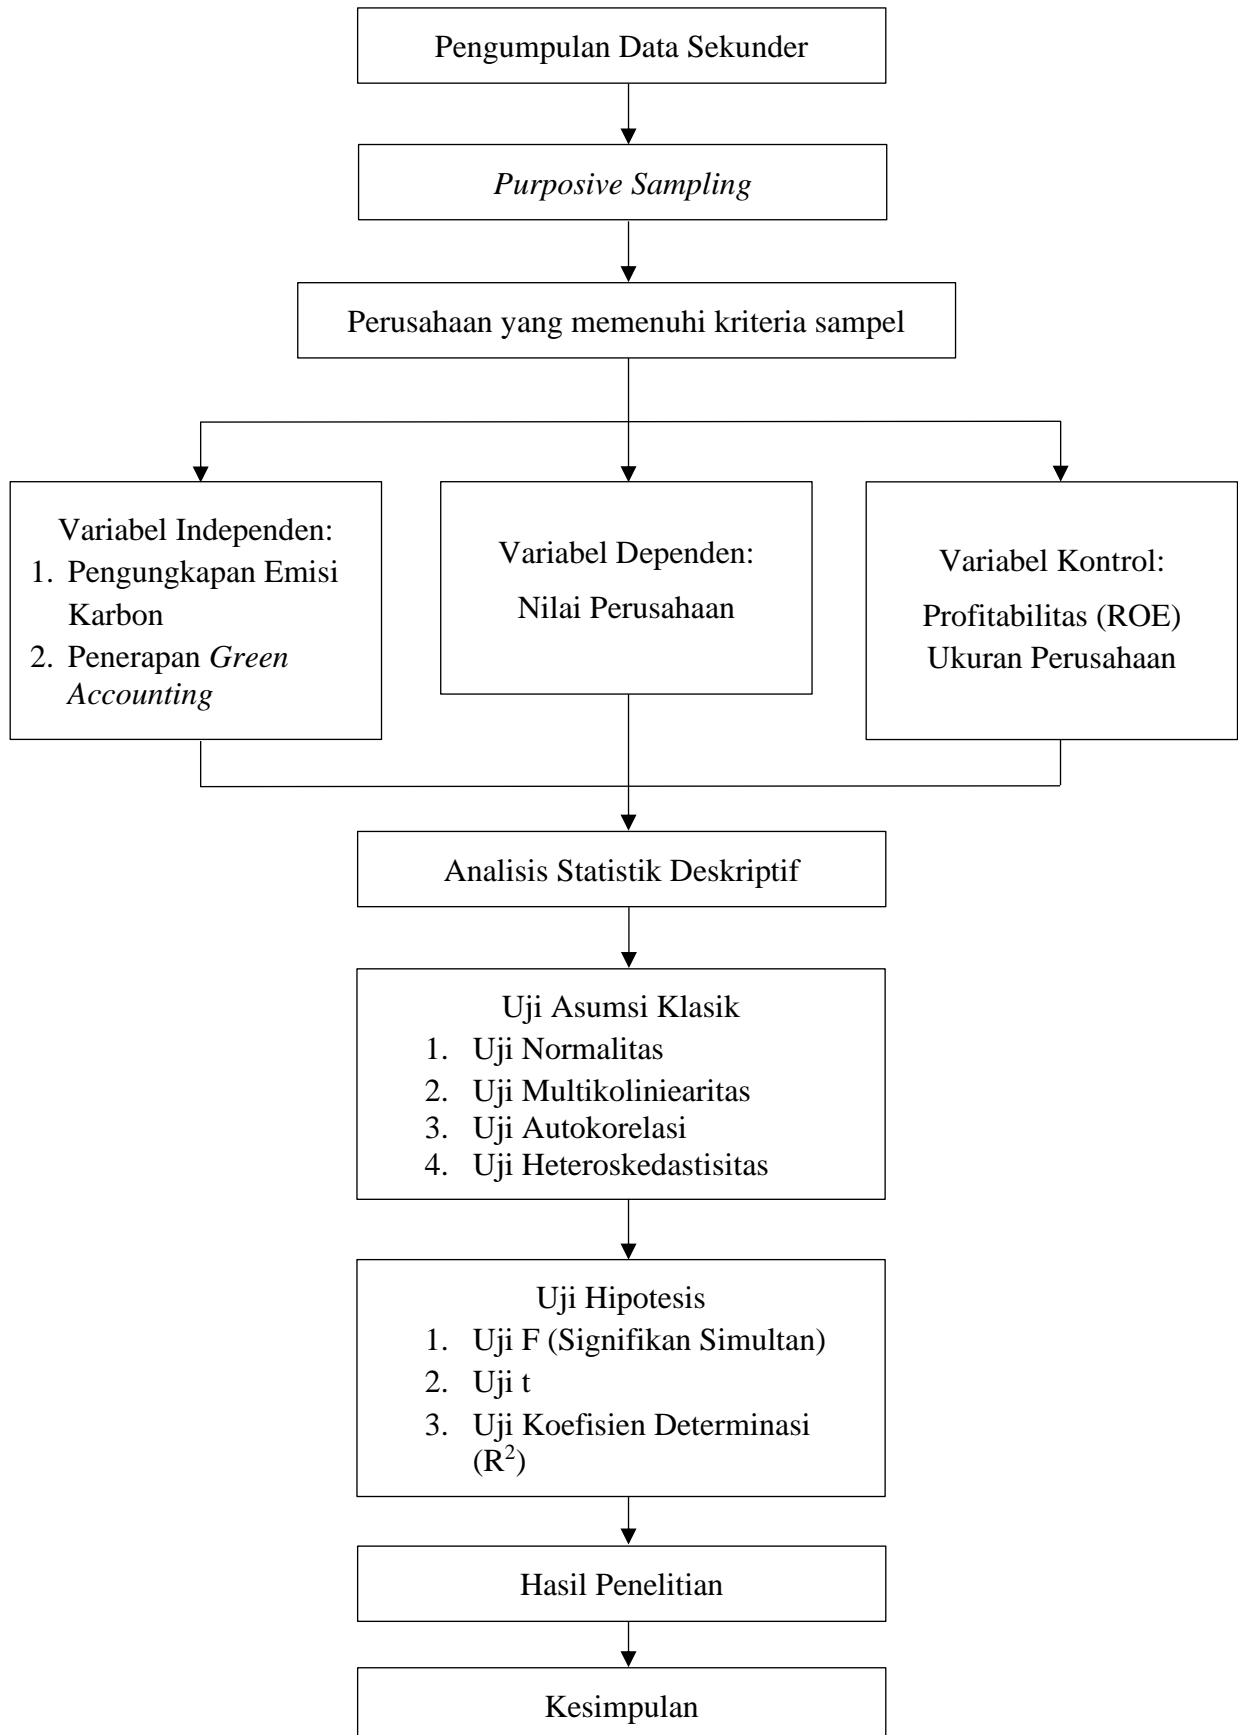 Pengumpulan Data Sekunder
Purposive Sampling
Perusahaan yang memenuhi kriteria sampel
Variabel Independen:
1. Pengungkapan Emisi
Karbon
2. Penerapan Green
Accounting
Variabel Dependen:
Nilai Perusahaan
Variabel Kontrol:
Profitabilitas (ROE)
Ukuran Perusahaan
Analisis Statistik Deskriptif
Uji Asumsi Klasik
1. Uji Normalitas
2. Uji Multikoliniearitas
3. Uji Autokorelasi
4. Uji Heteroskedastisitas
Uji Hipotesis
1. Uji F (Signifikan Simultan)
2. Uji t
3. Uji Koefisien Determinasi
(R²)
Hasil Penelitian
Kesimpulan